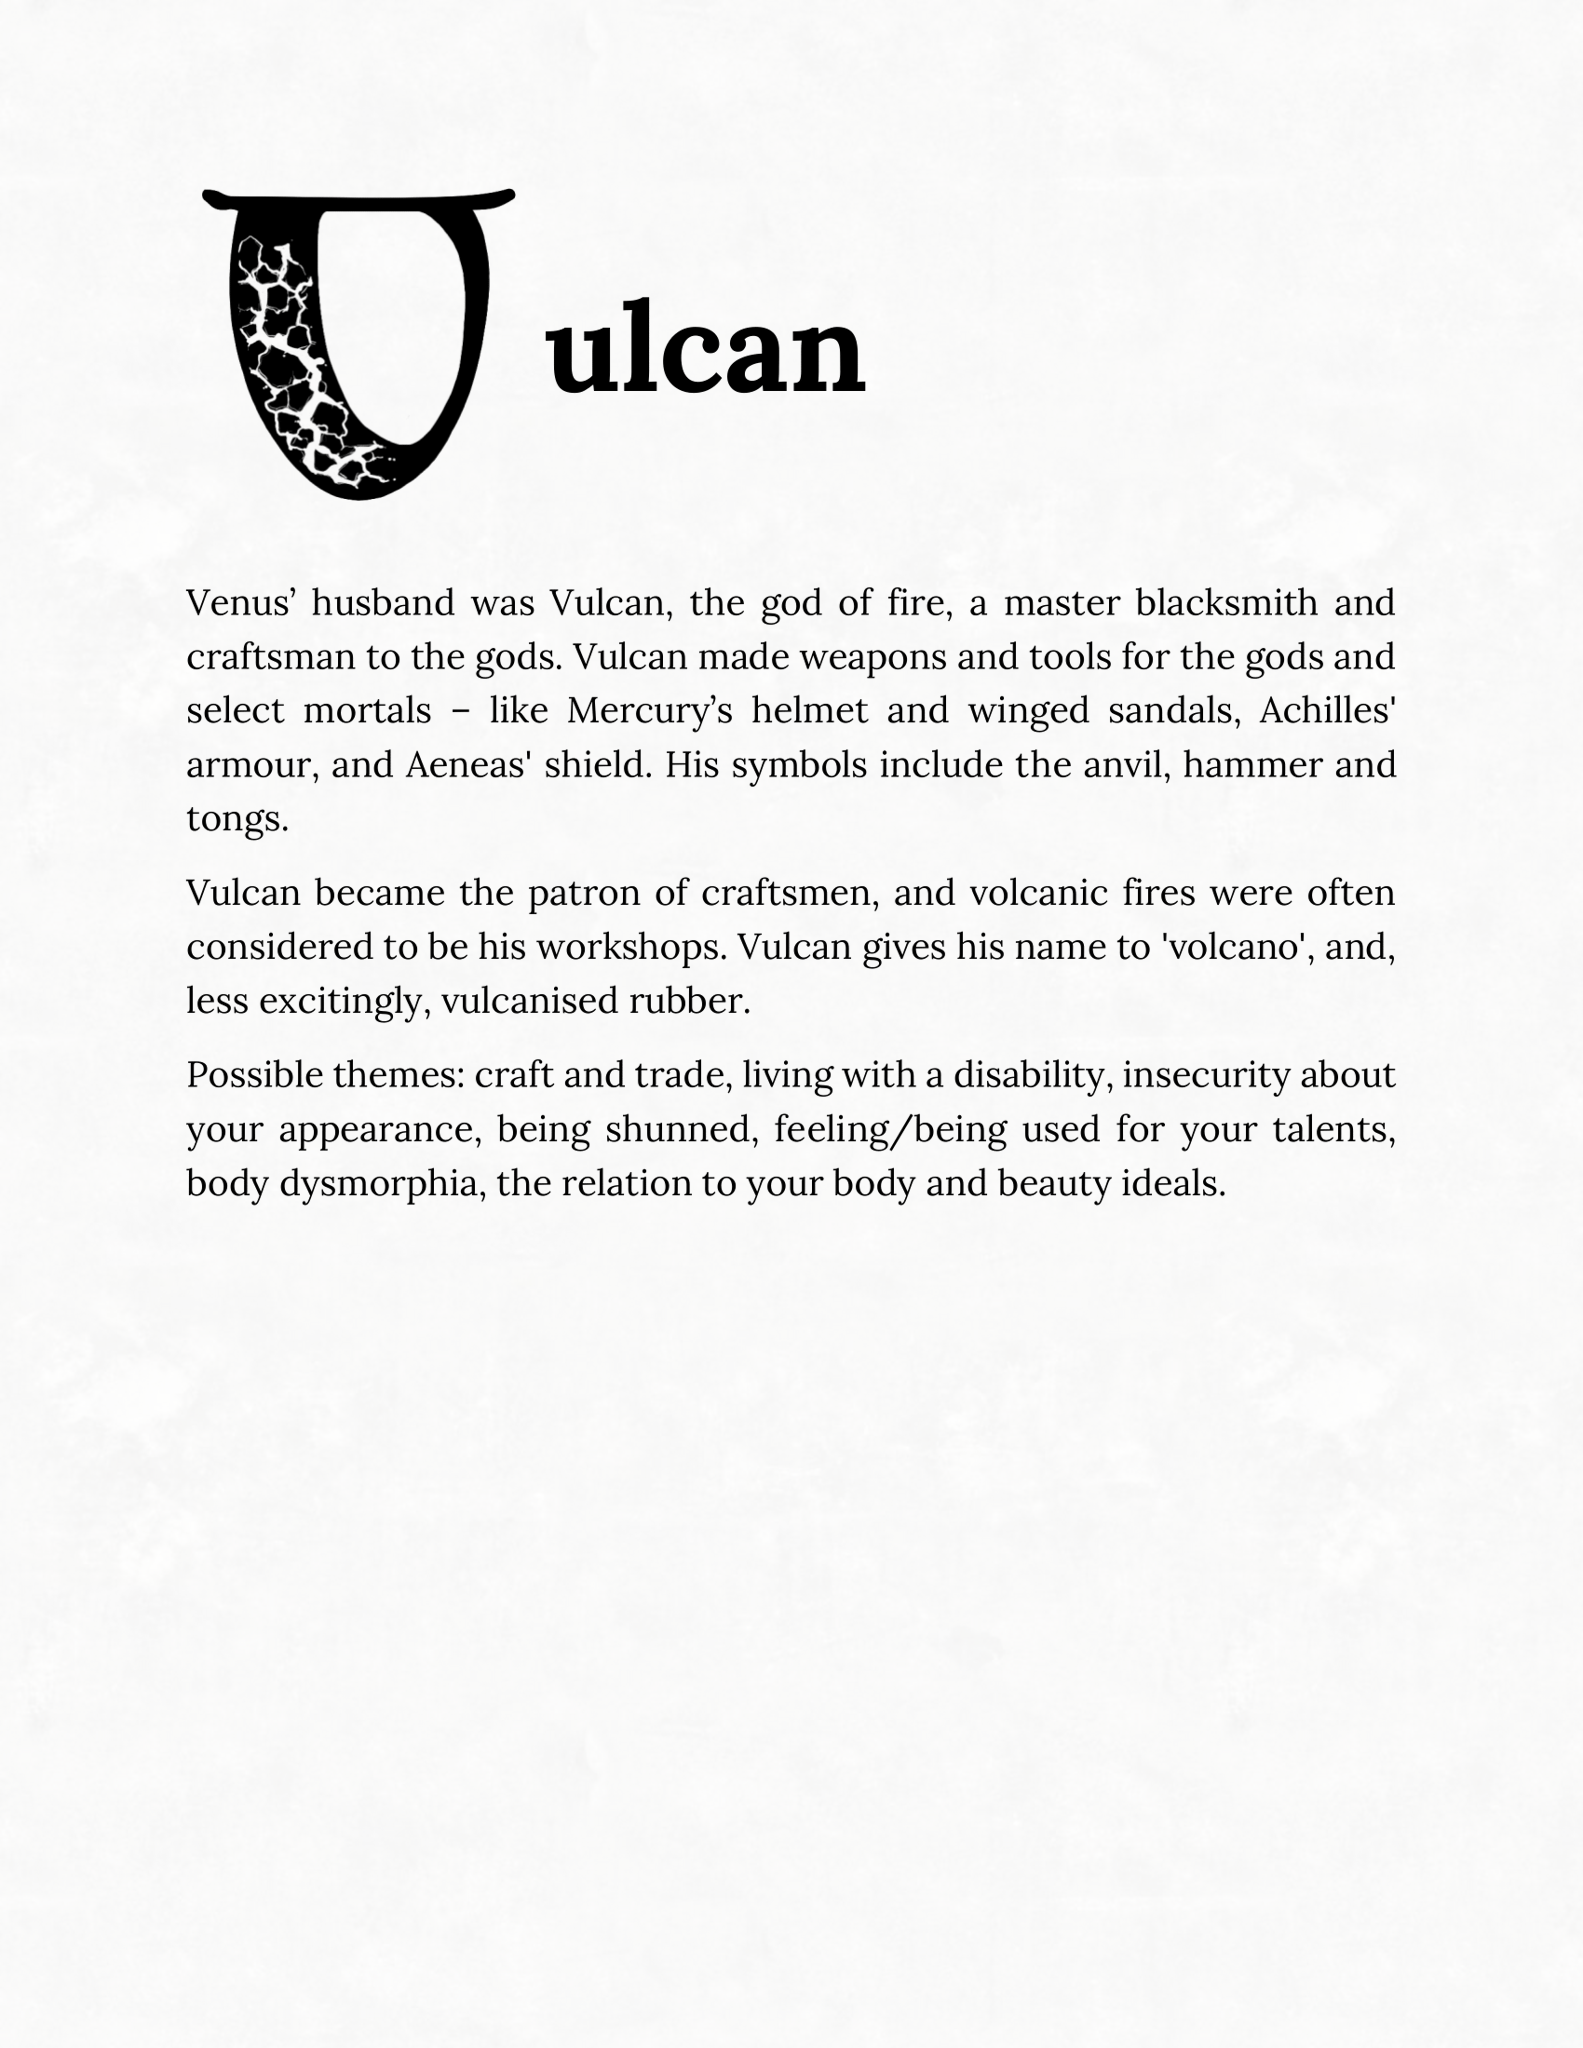 Vulcan
Venus’ husband was Vulcan, the god of fire, a master blacksmith and
craftsman to the gods. Vulcan made weapons and tools for the gods and
select mortals – like Mercury’s helmet and winged sandals, Achilles'
armour, and Aeneas' shield. His symbols include the anvil, hammer and
tongs.
Vulcan became the patron of craftsmen, and volcanic fires were often
considered to be his workshops. Vulcan gives his name to 'volcano', and,
less excitingly, vulcanised rubber.
Possible themes: craft and trade, living with a disability, insecurity about
your appearance, being shunned, feeling/being used for your talents,
body dysmorphia, the relation to your body and beauty ideals.